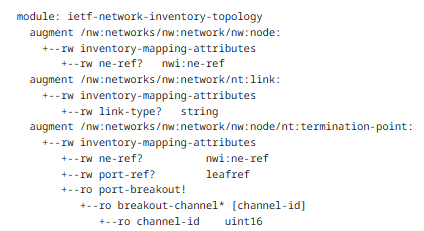 module: ietf-network-inventory-topology
  augment /nw:networks/nw:network/nw:node:
    +--rw inventory-mapping-attributes
       +--rw ne-ref?   nwi:ne-ref
  augment /nw:networks/nw:network/nt:link:
    +--rw inventory-mapping-attributes
       +--rw link-type?   string
  augment /nw:networks/nw:network/nw:node/nt:termination-point:
    +--rw inventory-mapping-attributes
       +--rw ne-ref?          nwi:ne-ref
       +--rw port-ref?        leafref
       +--ro port-breakout!
          +--ro breakout-channel* [channel-id]
             +--ro channel-id    uint16